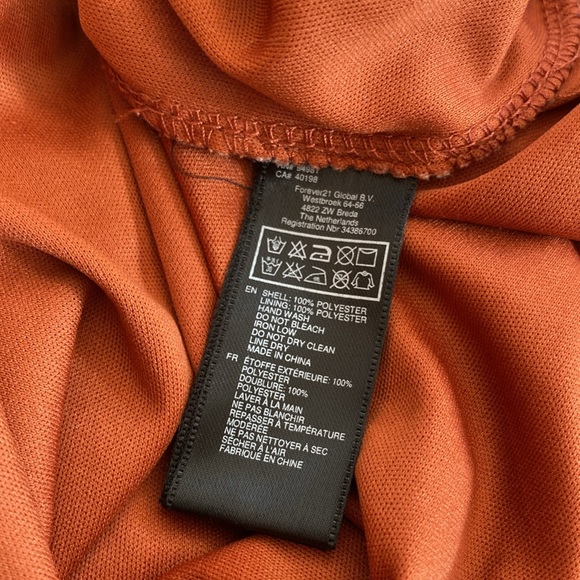 CA# 40198
Forever21 Global B.V.
Westbroek 64-66
4822 ZW Breda
The Netherlands
Registration Nbr 34386700
EN SHELL: 100% POLYESTER
LINING: 100% POLYESTER
HAND WASH
DO NOT BLEACH
IRON LOW
DO NOT DRY CLEAN
LINE DRY
MADE IN CHINA
FR ÉTOFFE EXTÉRIEURE: 100%
POLYESTER
DOUBLURE: 100%
POLYESTER
LAVER À LA MAIN
NE PAS BLANCHIR
REPASSER À TEMPÉRATURE
MODÉRÉE
NE PAS NETTOYER À SEC
SÉCHER À L'AIR
FABRIQUÉ EN CHINE